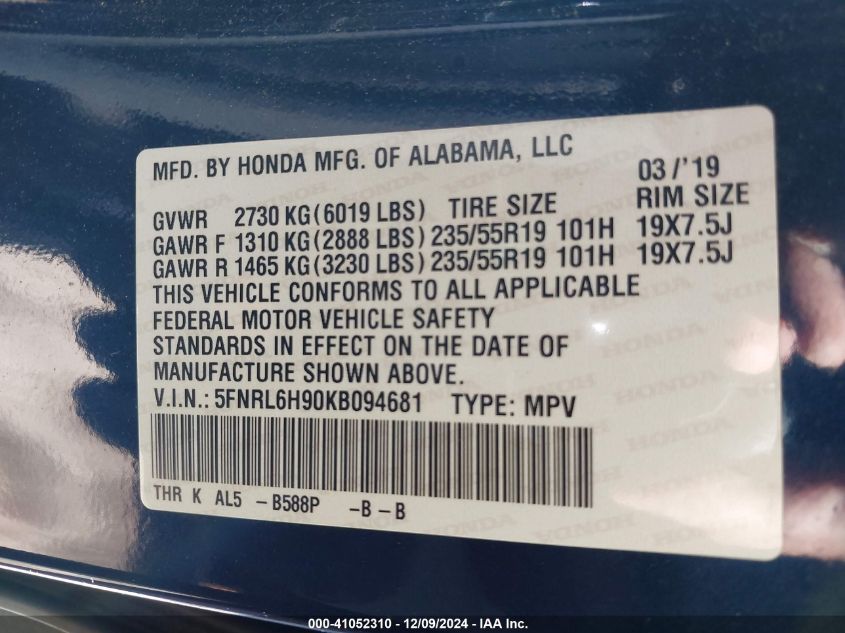 MFD. BY HONDA MFG. OF ALABAMA, LLC 03/'19
GVWR 2730 KG(6019 LBS) TIRE SIZE RIM SIZE
GAWR F 1310 KG(2888 LBS) 235/55R19 101H 19X7.5J
GAWR R 1465 KG(3230 LBS) 235/55R19 101H 19X7.5J
THIS VEHICLE CONFORMS TO ALL APPLICABLE
FEDERAL MOTOR VEHICLE SAFETY
STANDARDS IN EFFECT ON THE DATE OF
MANUFACTURE SHOWN ABOVE.
V.I.N.: 5FNRL6H90KB094681 TYPE: MPV
THR K AL5 -B588P -B-B
000-41052310 - 12/09/2024 - IAA Inc.